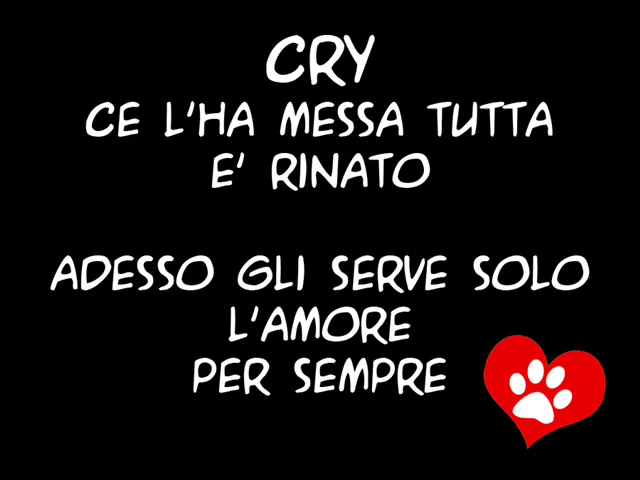 CRY
CE L'HA MESSA TUTTA
E' RINATO
ADESSO GLI SERVE SOLO
L'AMORE
PER SEMPRE